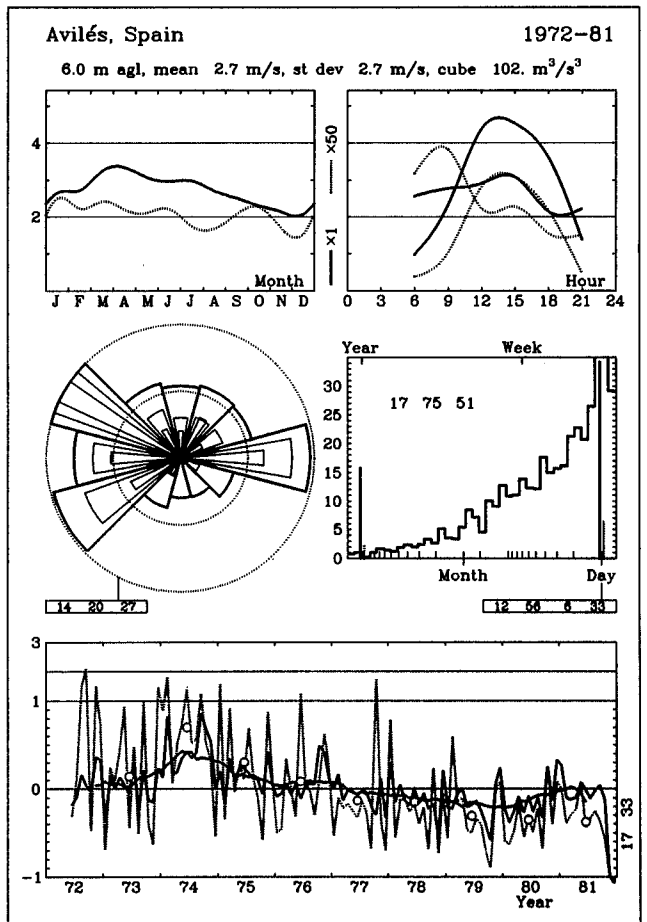 Avilés, Spain 1972-81
6.0 m agl, mean 2.7 m/s, st dev 2.7 m/s, cube 102. m³/s³
4
2
Month
J F M A M J J A S O N D
×1 ×50
Hour
0 3 6 9 12 15 18 21 24
Year Week
30
25
20
15
10
5
0
17 75 51
Month Day
14 20 27
12 56 6 33
3
1
0
-1
72 73 74 75 76 77 78 79 80 81
Year
17 33